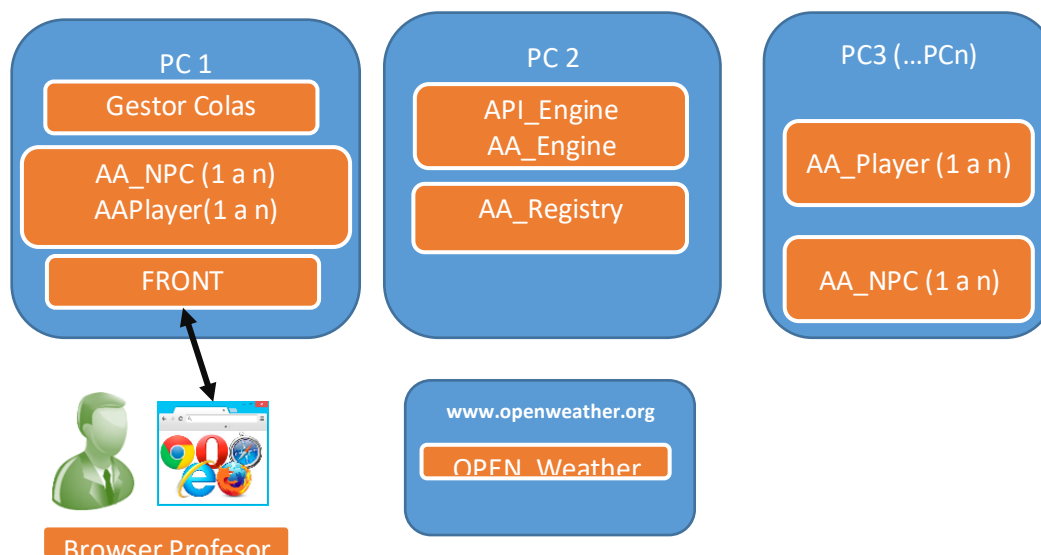 PC 1
Gestor Colas
AA_NPC (1 a n)
AAPlayer(1 a n)
FRONT
PC 2
API_Engine
AA_Engine
AA_Registry
PC3 (...PCn)
AA_Player (1 a n)
AA_NPC (1 a n)
www.openweather.org
OPEN_Weather
Browser Profesor